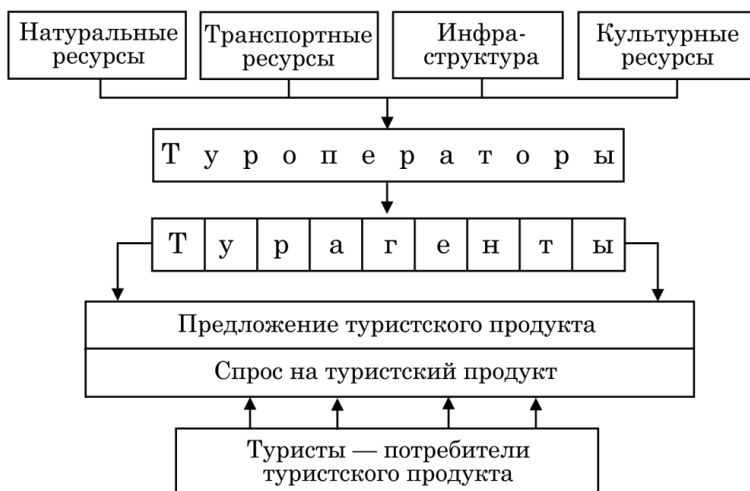 Натуральные
ресурсы
Транспортные
ресурсы
Инфра-
структура
Культурные
ресурсы
Туроператоры
Турагенты
Предложение туристского продукта
Спрос на туристский продукт
Туристы — потребители
туристского продукта